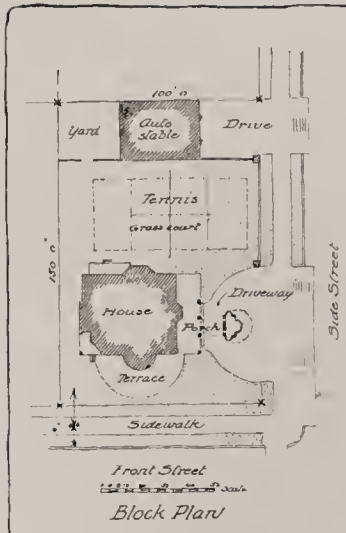 100' 0
Yard
Auto
stable
Drive
Tennis
Grass court
150' 0"
Driveway
House
Porch
Side Street
Terrace
Sidewalk
Front Street
Scale
Block Plan